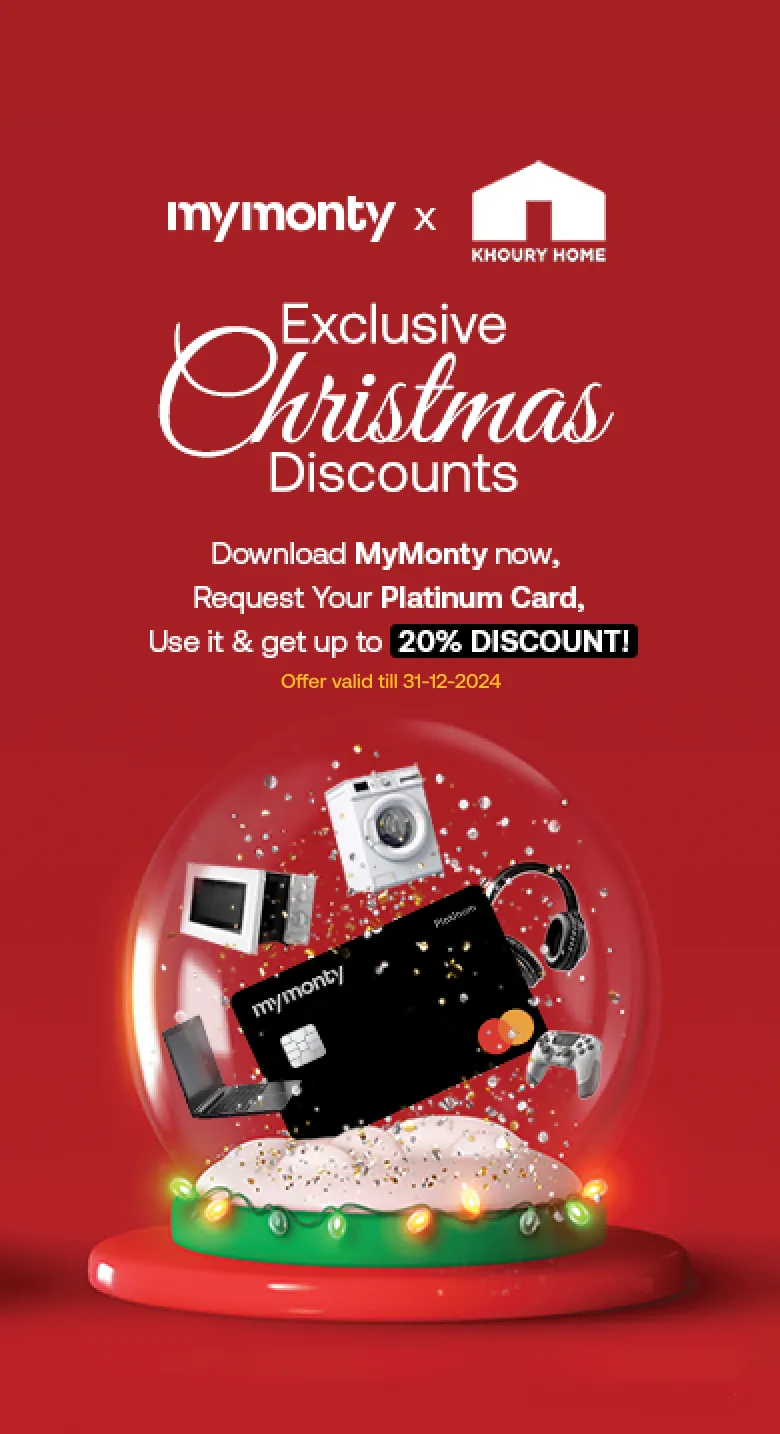 mymonty x
KHOURY HOME
Exclusive
Christmas
Discounts
Download MyMonty now,
Request Your Platinum Card,
Use it & get up to 20% DISCOUNT!
Offer valid till 31-12-2024
Platinum
mymonty